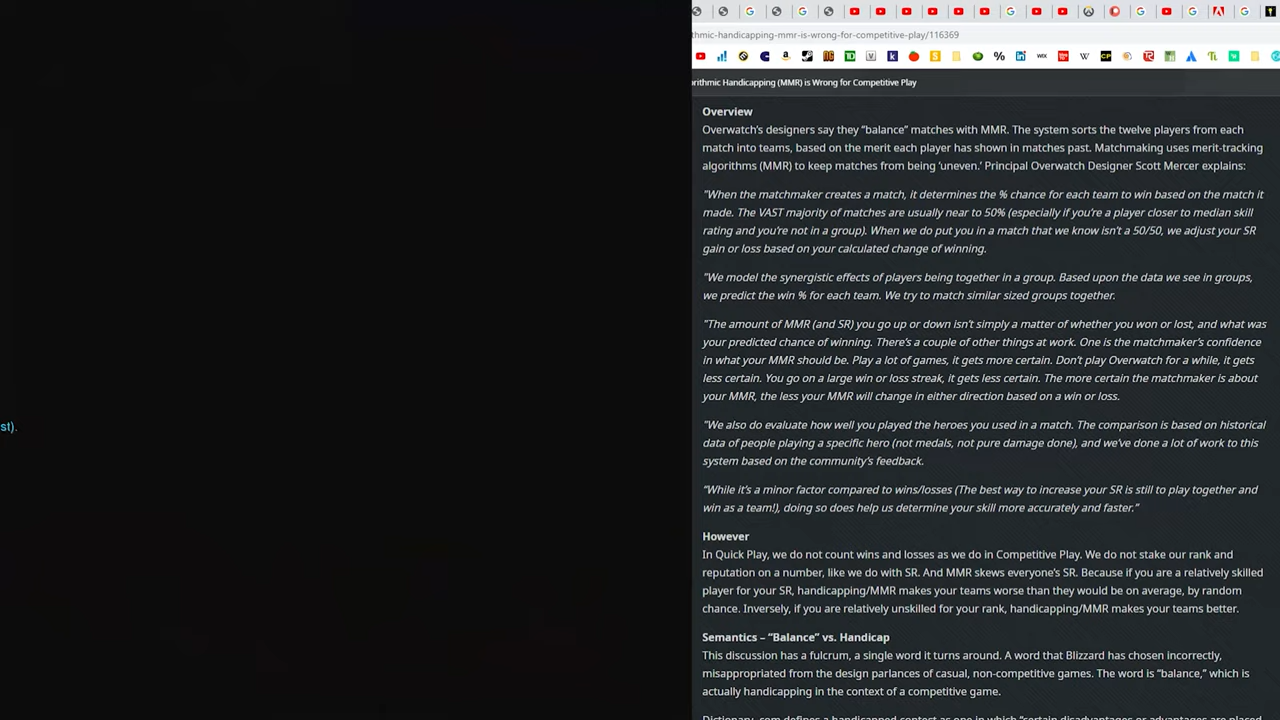 rithmic-handicapping-mmr-is-wrong-for-competitive-play/116369
orithmic Handicapping (MMR) is Wrong for Competitive Play
Overview
Overwatch's designers say they "balance" matches with MMR. The system sorts the twelve players from each
match into teams, based on the merit each player has shown in matches past. Matchmaking uses merit-tracking
algorithms (MMR) to keep matches from being 'uneven.' Principal Overwatch Designer Scott Mercer explains:
"When the matchmaker creates a match, it determines the % chance for each team to win based on the match it
made. The VAST majority of matches are usually near to 50% (especially if you're a player closer to median skill
rating and you're not in a group). When we do put you in a match that we know isn't a 50/50, we adjust your SR
gain or loss based on your calculated change of winning.
"We model the synergistic effects of players being together in a group. Based upon the data we see in groups,
we predict the win % for each team. We try to match similar sized groups together.
"The amount of MMR (and SR) you go up or down isn't simply a matter of whether you won or lost, and what was
your predicted chance of winning. There's a couple of other things at work. One is the matchmaker's confidence
in what your MMR should be. Play a lot of games, it gets more certain. Don't play Overwatch for a while, it gets
less certain. You go on a large win or loss streak, it gets less certain. The more certain the matchmaker is about
your MMR, the less your MMR will change in either direction based on a win or loss.
st).
"We also do evaluate how well you played the heroes you used in a match. The comparison is based on historical
data of people playing a specific hero (not medals, not pure damage done), and we've done a lot of work to this
system based on the community's feedback.
"While it's a minor factor compared to wins/losses (The best way to increase your SR is still to play together and
win as a team!), doing so does help us determine your skill more accurately and faster."
However
In Quick Play, we do not count wins and losses as we do in Competitive Play. We do not stake our rank and
reputation on a number, like we do with SR. And MMR skews everyone's SR. Because if you are a relatively skilled
player for your SR, handicapping/MMR makes your teams worse than they would be on average, by random
chance. Inversely, if you are relatively unskilled for your rank, handicapping/MMR makes your teams better.
Semantics – "Balance" vs. Handicap
This discussion has a fulcrum, a single word it turns around. A word that Blizzard has chosen incorrectly,
misappropriated from the design parlances of casual, non-competitive games. The word is "balance," which is
actually handicapping in the context of a competitive game.
Dictionary .com defines a handicapped contest as one in which "certain disadvantages or advantages are placed